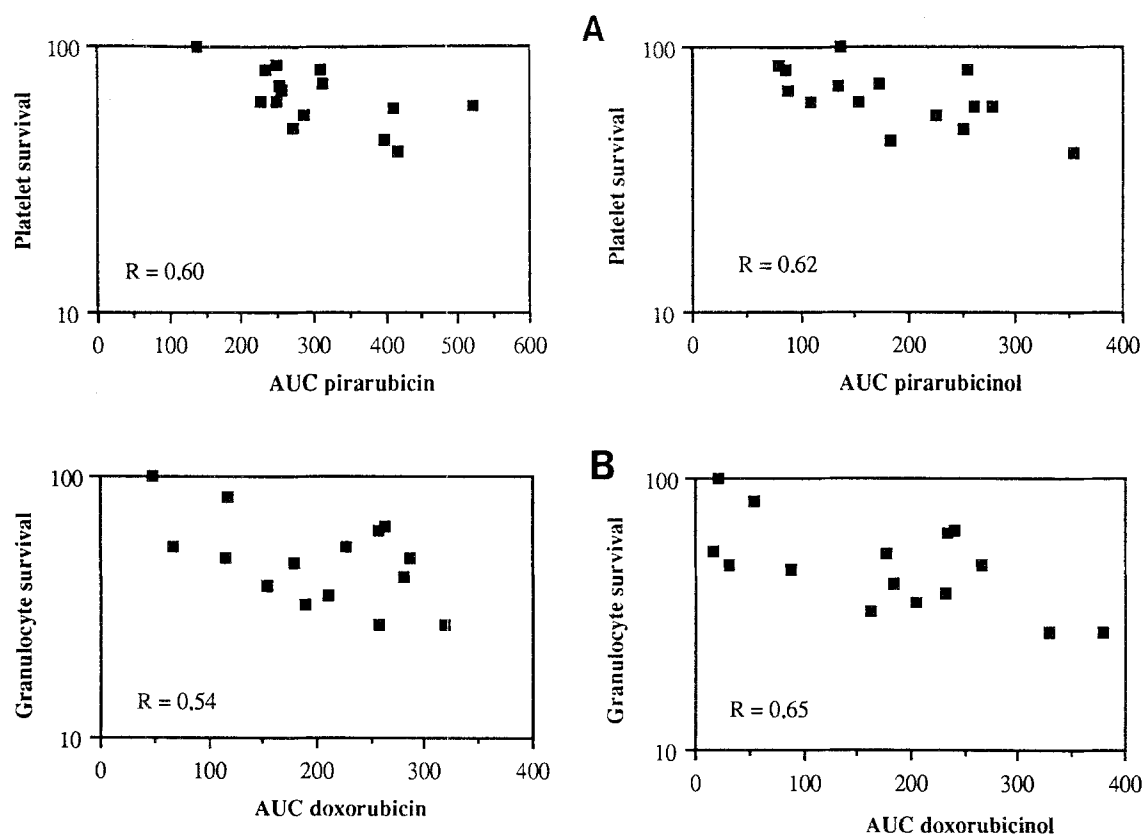 A
100
10
Platelet survival
R = 0.60
0 100 200 300 400 500 600
AUC pirarubicin
100
10
Platelet survival
R = 0.62
0 100 200 300 400
AUC pirarubicinol
B
100
10
Granulocyte survival
R = 0.54
0 100 200 300 400
AUC doxorubicin
100
10
Granulocyte survival
R = 0.65
0 100 200 300 400
AUC doxorubicinol